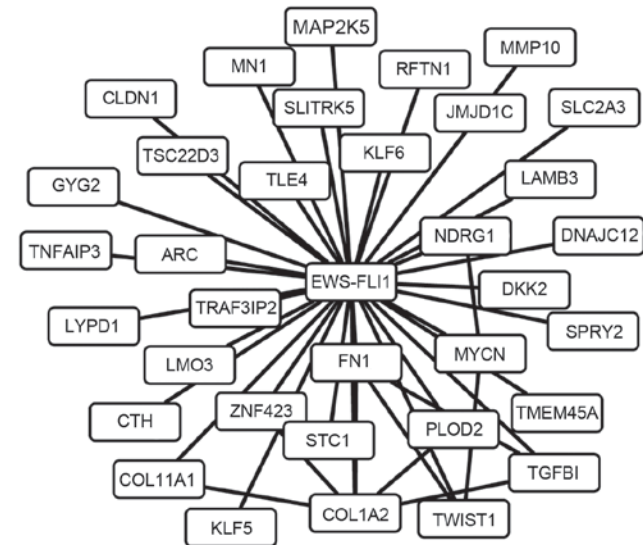 MAP2K5
MN1
RFTN1
MMP10
CLDN1
SLITRK5
JMJD1C
SLC2A3
TSC22D3
KLF6
TLE4
GYG2
LAMB3
NDRG1
DNAJC12
TNFAIP3
ARC
EWS-FLI1
DKK2
TRAF3IP2
LYPD1
SPRY2
LMO3
FN1
MYCN
CTH
ZNF423
TMEM45A
STC1
PLOD2
COL11A1
TGFBI
COL1A2
TWIST1
KLF5